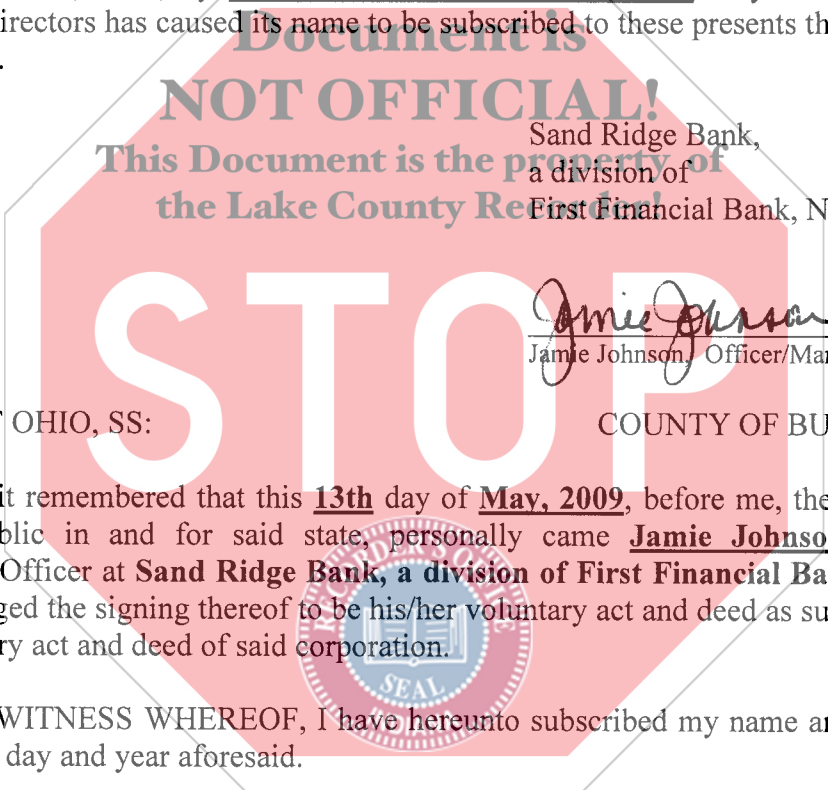 irectors has caused its name to be subscribed to these presents th
Document is
NOT OFFICIAL!
This Document is the property of
the Lake County Recorder!
Sand Ridge Bank,
a division of
First Financial Bank, N
STOP
Jamie Johnson
Jamie Johnson, Officer/Mar
OHIO, SS:
COUNTY OF BU
it remembered that this 13th day of May, 2009, before me, the
blic in and for said state, personally came Jamie Johnso
Officer at Sand Ridge Bank, a division of First Financial Ba
ged the signing thereof to be his/her voluntary act and deed as su
ry act and deed of said corporation.
RECORDER'S OFFICE
SEAL
WITNESS WHEREOF, I have hereunto subscribed my name a
day and year aforesaid.